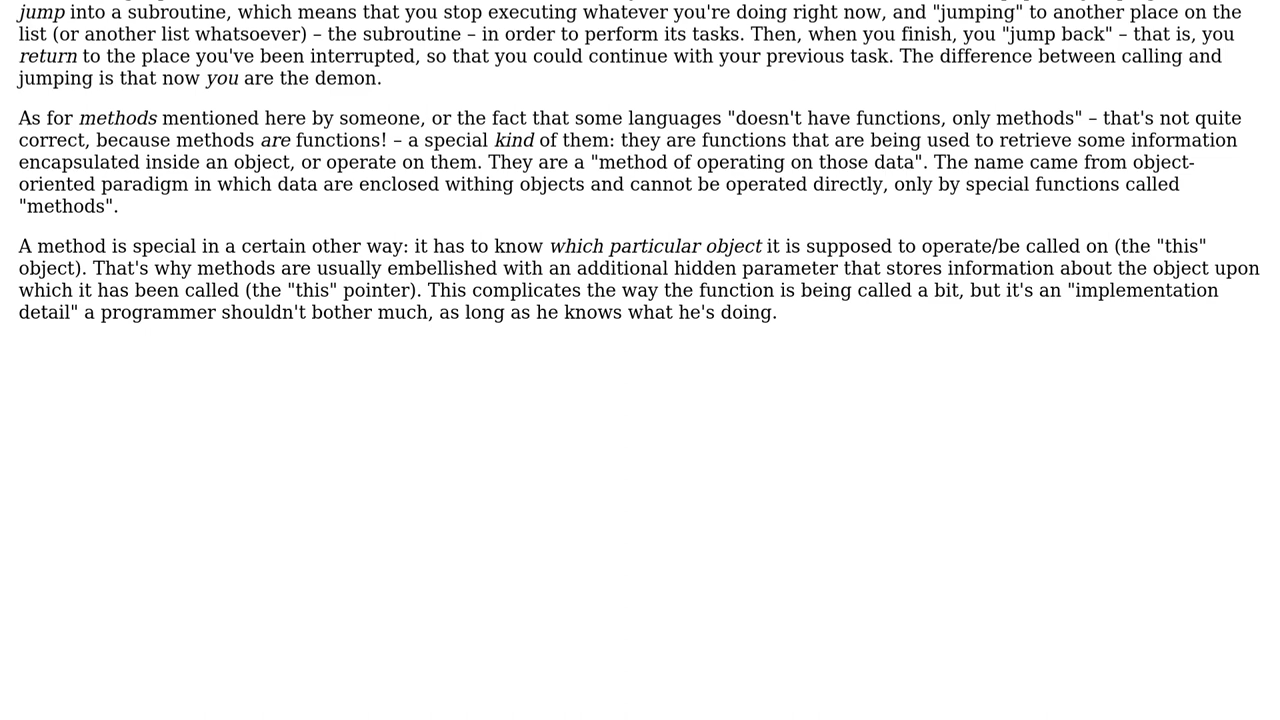 jump into a subroutine, which means that you stop executing whatever you're doing right now, and "jumping" to another place on the
list (or another list whatsoever) – the subroutine – in order to perform its tasks. Then, when you finish, you "jump back" – that is, you
return to the place you've been interrupted, so that you could continue with your previous task. The difference between calling and
jumping is that now you are the demon.
As for methods mentioned here by someone, or the fact that some languages "doesn't have functions, only methods" – that's not quite
correct, because methods are functions! – a special kind of them: they are functions that are being used to retrieve some information
encapsulated inside an object, or operate on them. They are a "method of operating on those data". The name came from object-
oriented paradigm in which data are enclosed withing objects and cannot be operated directly, only by special functions called
"methods".
A method is special in a certain other way: it has to know which particular object it is supposed to operate/be called on (the "this"
object). That's why methods are usually embellished with an additional hidden parameter that stores information about the object upon
which it has been called (the "this" pointer). This complicates the way the function is being called a bit, but it's an "implementation
detail" a programmer shouldn't bother much, as long as he knows what he's doing.